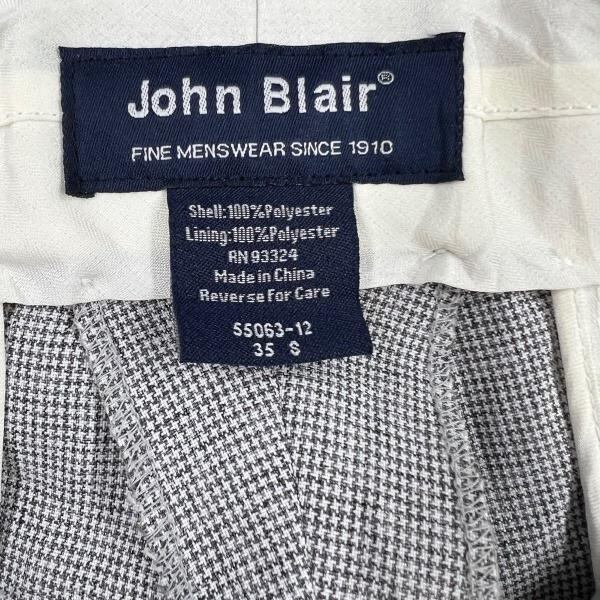 John Blair®
FINE MENSWEAR SINCE 1910
Shell:100%Polyester
Lining:100%Polyester
RN 93324
Made in China
Reverse For Care
55063-12
35 S